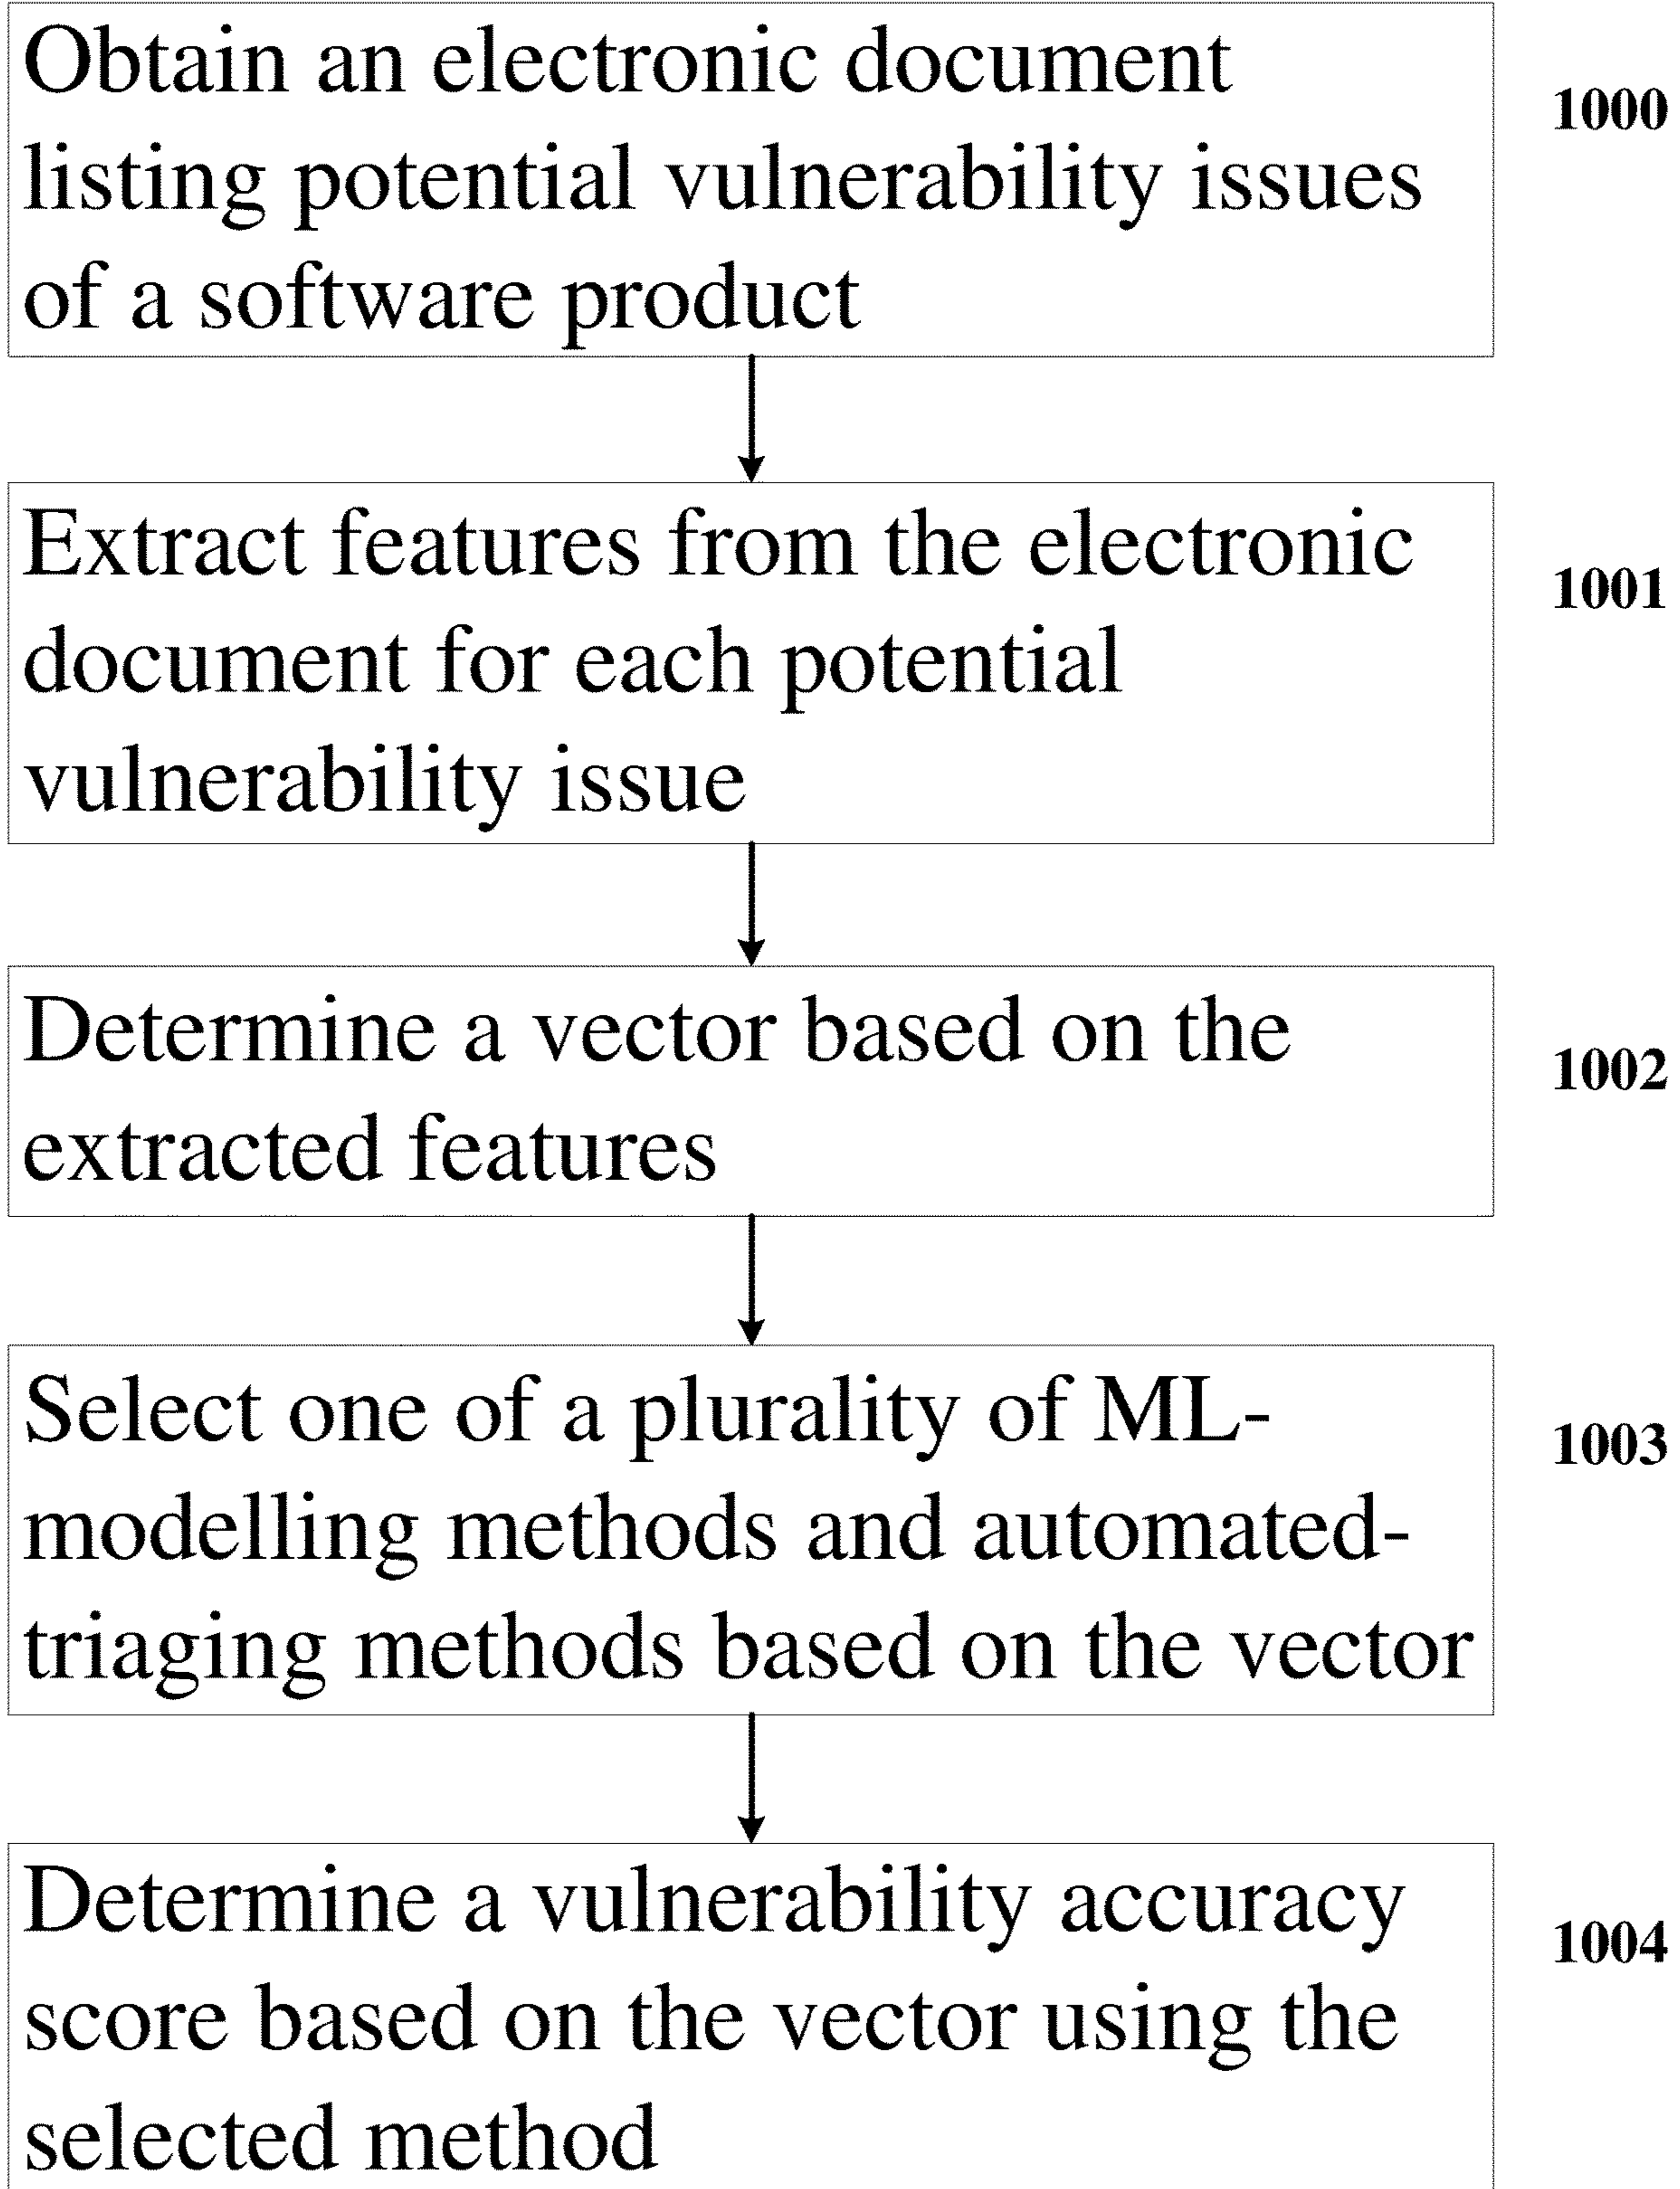 Obtain an electronic document
listing potential vulnerability issues
of a software product
1000
Extract features from the electronic
document for each potential
vulnerability issue
1001
Determine a vector based on the
extracted features
1002
Select one of a plurality of ML-
modelling methods and automated-
triaging methods based on the vector
1003
Determine a vulnerability accuracy
score based on the vector using the
selected method
1004